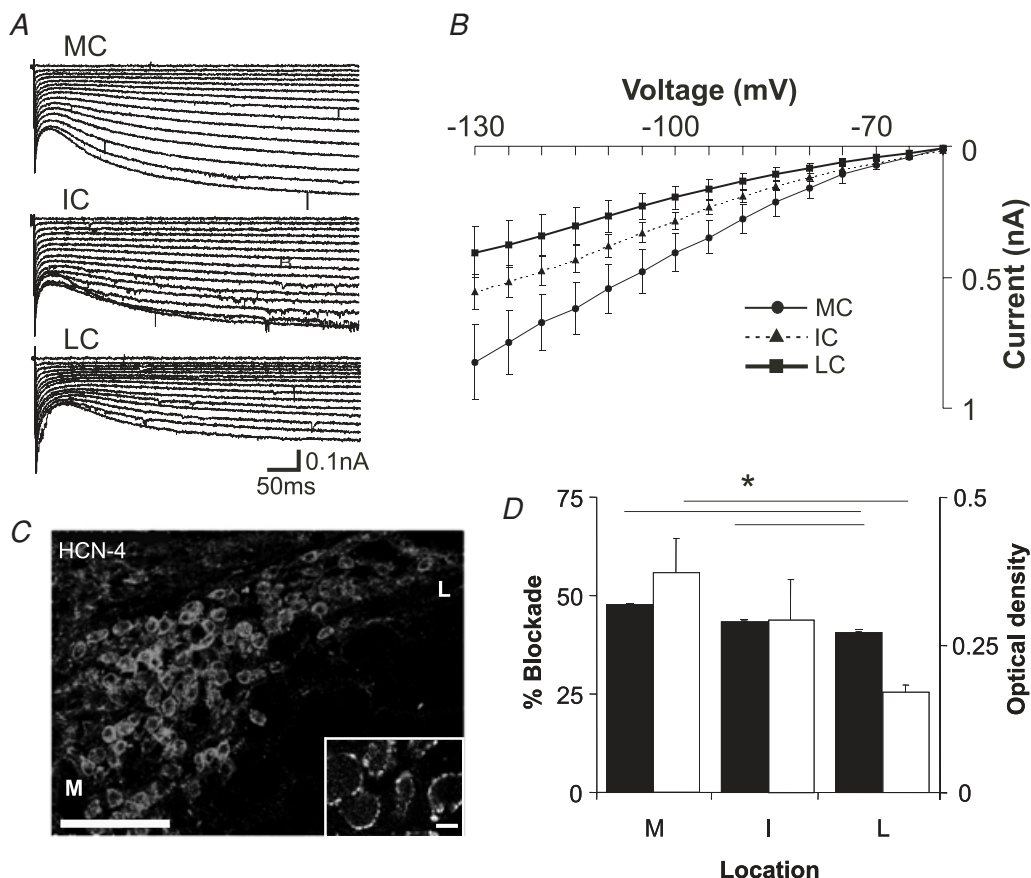 A
MC
IC
LC
0.1nA
50ms
B
Voltage (mV)
-130 -100 -70
0
0.5
1
Current (nA)
MC
IC
LC
C
HCN-4
L
M
D
*
75
50
25
0
% Blockade
0.5
0.25
0
Optical density
M I L
Location